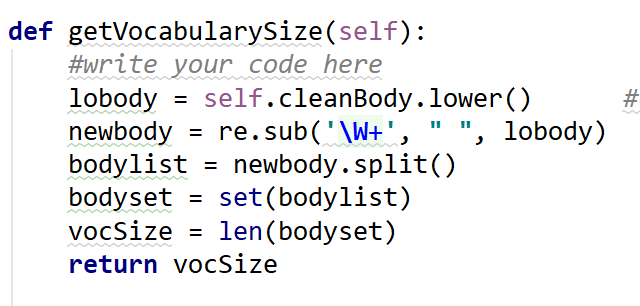 def getVocabularySize(self):
    #write your code here
    lobody = self.cleanBody.lower()      #
    newbody = re.sub('\W+', " ", lobody)
    bodylist = newbody.split()
    bodyset = set(bodylist)
    vocSize = len(bodyset)
    return vocSize